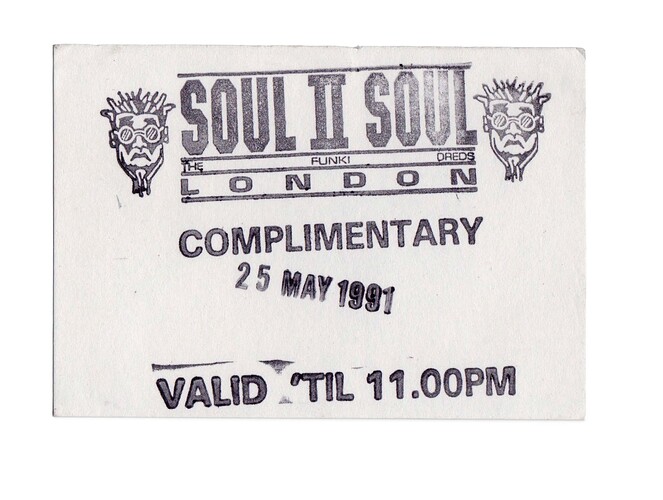 SOUL II SOUL
THE FUNKI DREDS
LONDON
COMPLIMENTARY
25 MAY 1991
VALID 'TIL 11.00PM